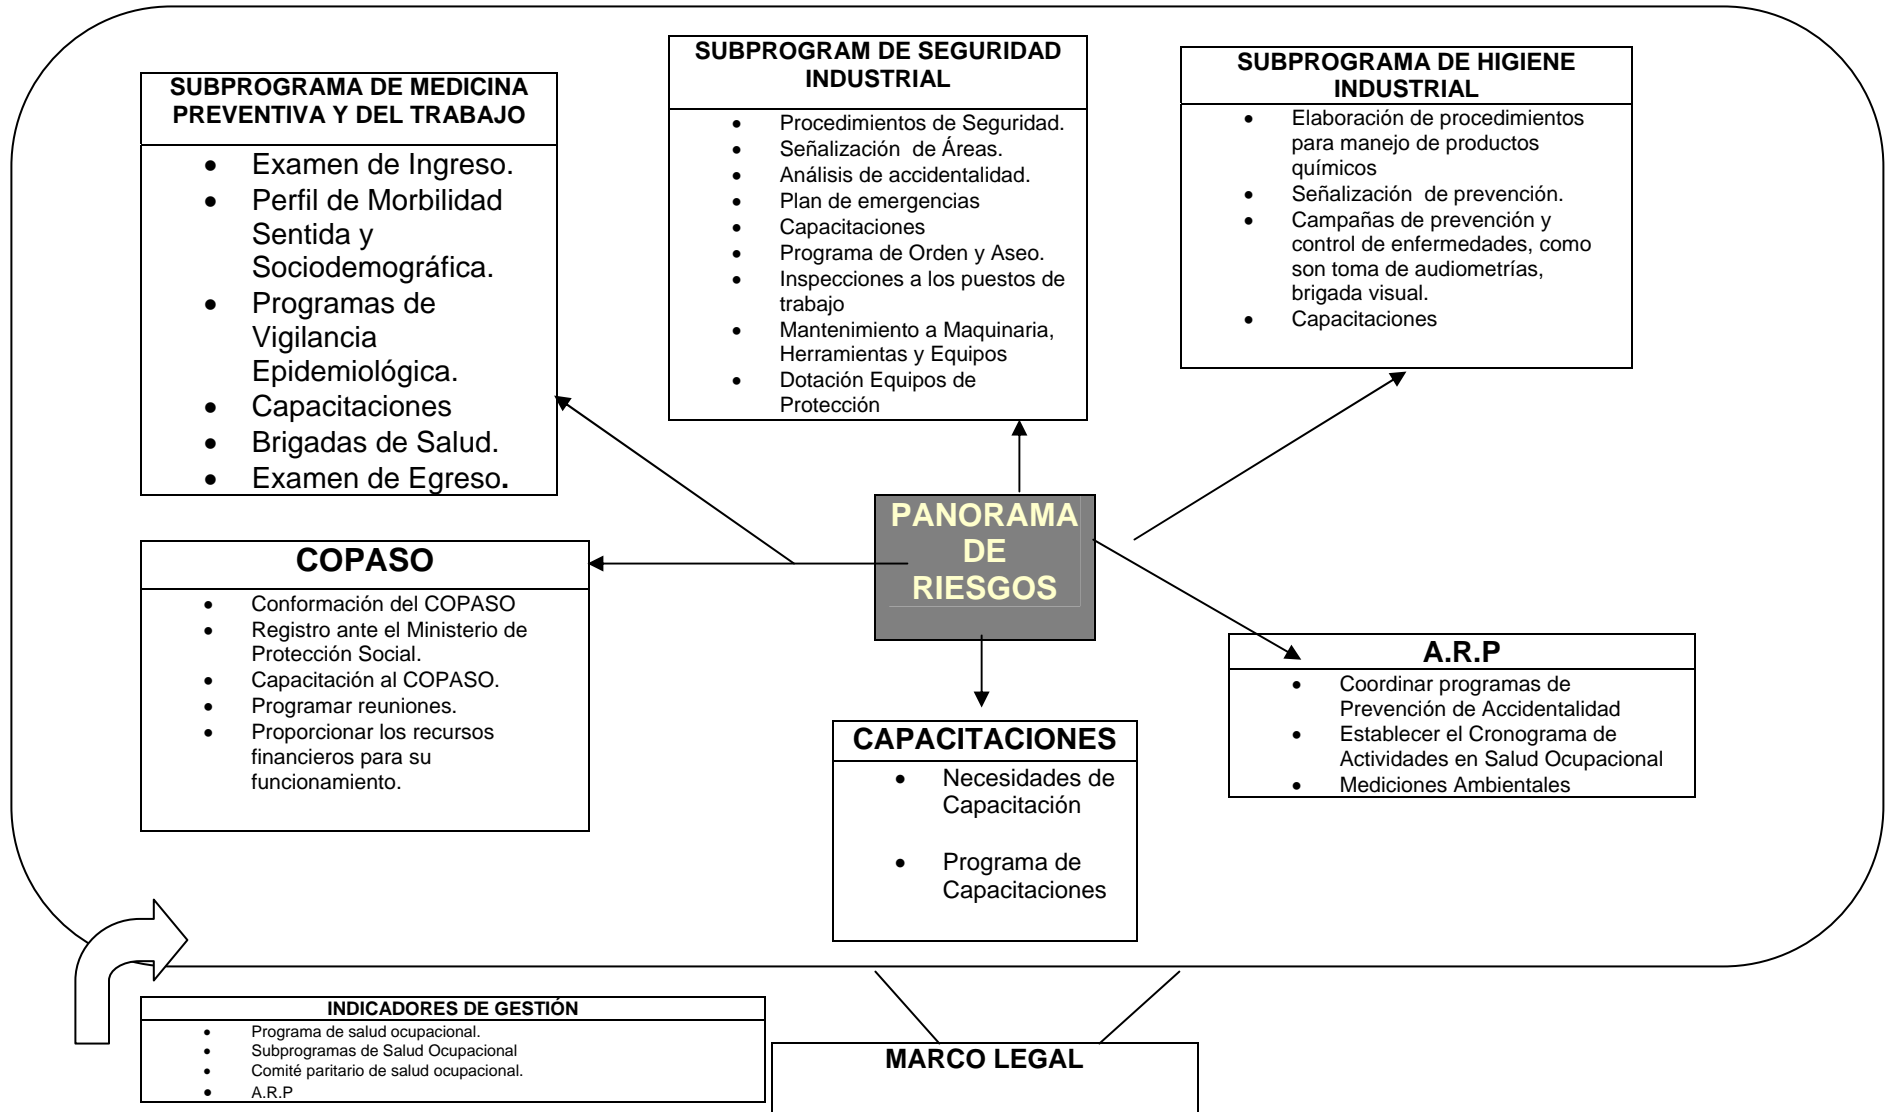 SUBPROGRAMA DE MEDICINA
PREVENTIVA Y DEL TRABAJO
• Examen de Ingreso.
• Perfil de Morbilidad
Sentida y
Sociodemográfica.
• Programas de
Vigilancia
Epidemiológica.
• Capacitaciones
• Brigadas de Salud.
• Examen de Egreso.
SUBPROGRAM DE SEGURIDAD
INDUSTRIAL
• Procedimientos de Seguridad.
• Señalización de Áreas.
• Análisis de accidentalidad.
• Plan de emergencias
• Capacitaciones
• Programa de Orden y Aseo.
• Inspecciones a los puestos de
trabajo
• Mantenimiento a Maquinaria,
Herramientas y Equipos
• Dotación Equipos de
Protección
SUBPROGRAMA DE HIGIENE
INDUSTRIAL
• Elaboración de procedimientos
para manejo de productos
químicos
• Señalización de prevención.
• Campañas de prevención y
control de enfermedades, como
son toma de audiometrías,
brigada visual.
• Capacitaciones
PANORAMA
DE
RIESGOS
COPASO
• Conformación del COPASO
• Registro ante el Ministerio de
Protección Social.
• Capacitación al COPASO.
• Programar reuniones.
• Proporcionar los recursos
financieros para su
funcionamiento.
CAPACITACIONES
• Necesidades de
Capacitación
• Programa de
Capacitaciones
A.R.P
• Coordinar programas de
Prevención de Accidentalidad
• Establecer el Cronograma de
Actividades en Salud Ocupacional
• Mediciones Ambientales
INDICADORES DE GESTIÓN
• Programa de salud ocupacional.
• Subprogramas de Salud Ocupacional
• Comité paritario de salud ocupacional.
• A.R.P
MARCO LEGAL